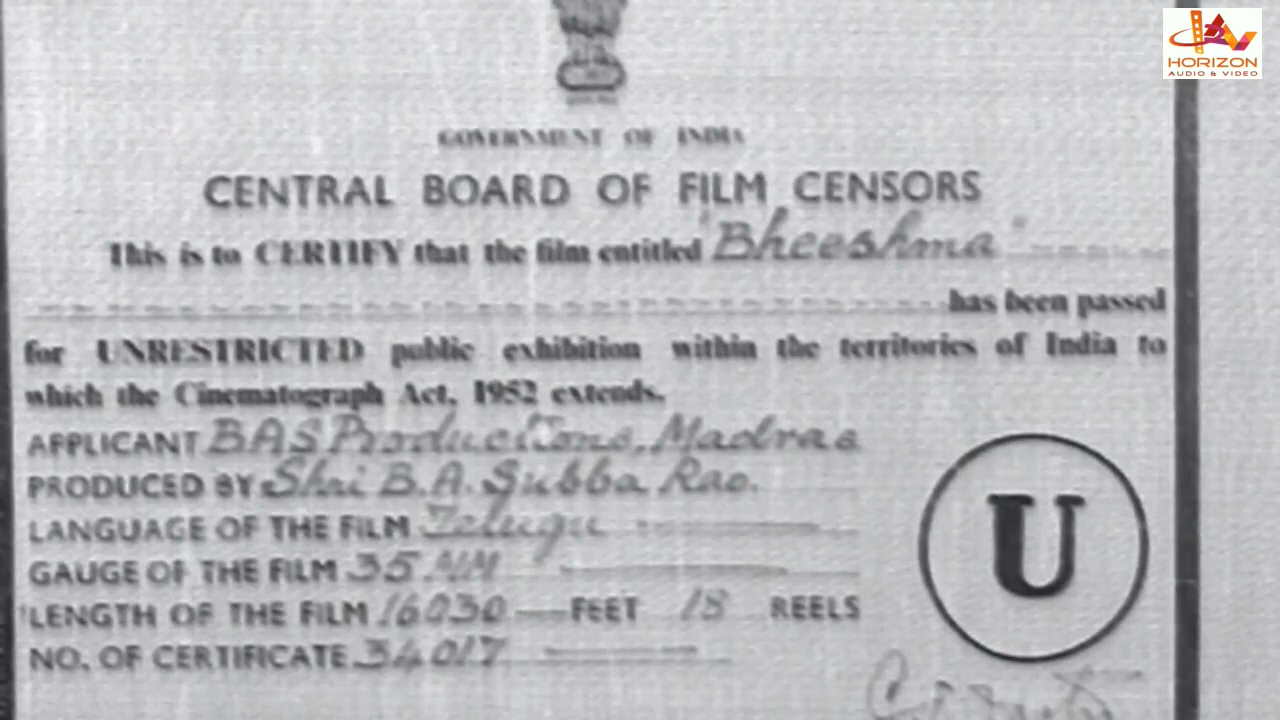 HORIZON
AUDIO & VIDEO
GOVERNMENT OF INDIA
CENTRAL BOARD OF FILM CENSORS
This is to CERTIFY that the film entitled "Bheeshma"
has been passed
for UNRESTRICTED public exhibition within the territories of India to
which the Cinematograph Act, 1952 extends.
APPLICANT BAS Productions, Madras
PRODUCED BY Shri B.A. Subba Rao.
LANGUAGE OF THE FILM Telugu
GAUGE OF THE FILM 35 MM
LENGTH OF THE FILM 16030 — FEET 18 REELS
NO. OF CERTIFICATE 34017
U